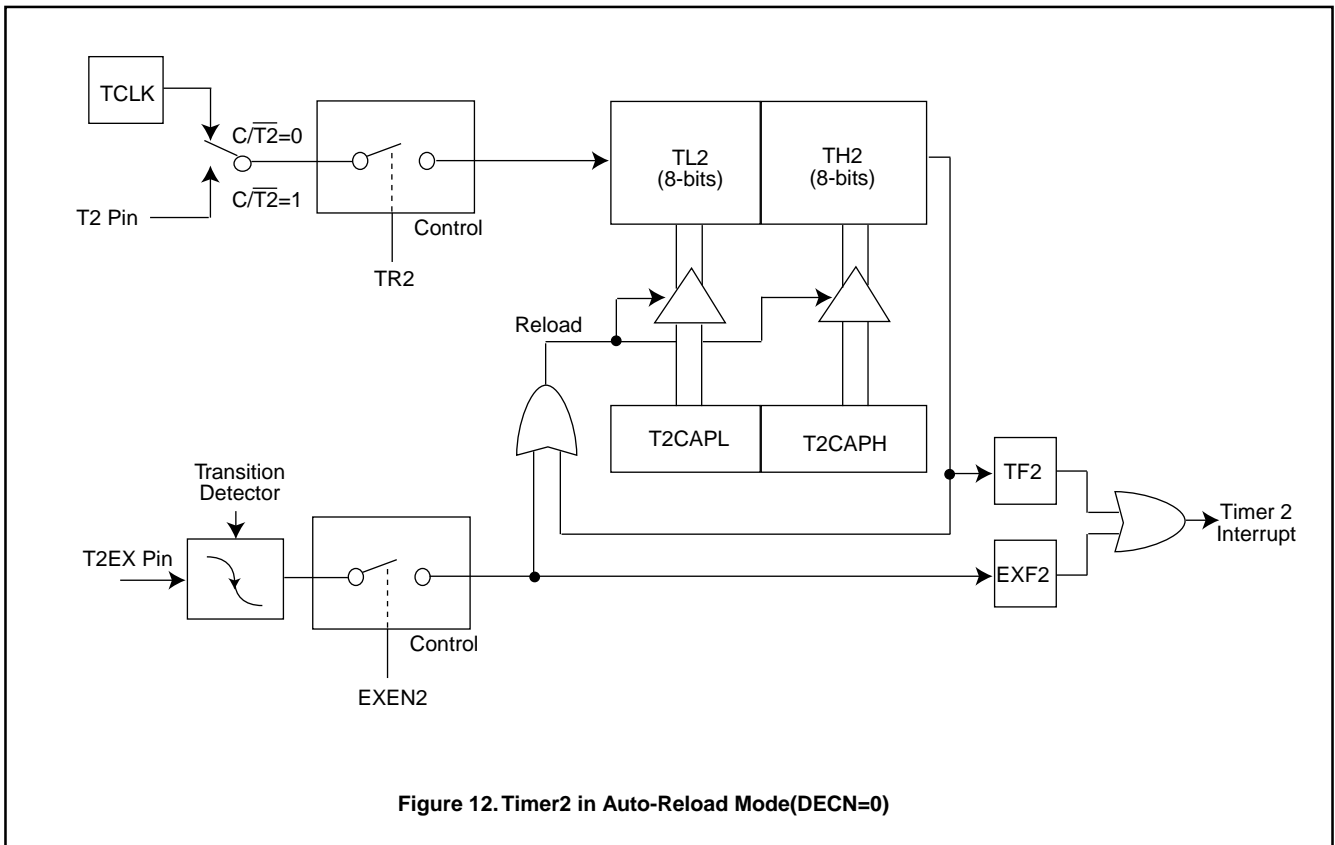 TCLK
C/T2=0
C/T2=1
T2 Pin
Control
TR2
TL2
(8-bits)
TH2
(8-bits)
Reload
T2CAPL
T2CAPH
Transition
Detector
T2EX Pin
Control
EXEN2
TF2
EXF2
Timer 2
Interrupt
Figure 12. Timer2 in Auto-Reload Mode(DECN=0)